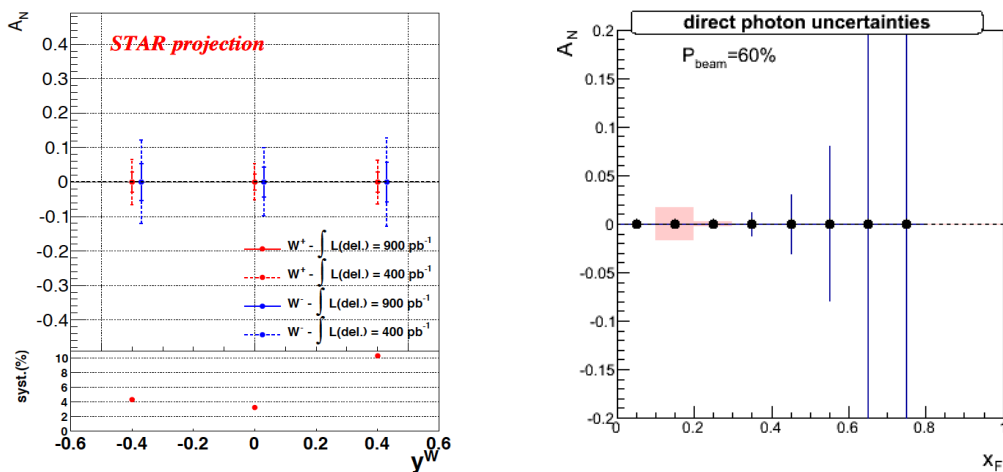 A_N
STAR projection
0.4
0.3
0.2
0.1
0
-0.1
-0.2
-0.3
-0.4
W⁺ - ∫ L(del.) = 900 pb⁻¹
W⁺ - ∫ L(del.) = 400 pb⁻¹
W⁻ - ∫ L(del.) = 900 pb⁻¹
W⁻ - ∫ L(del.) = 400 pb⁻¹
syst.(%)
10
8
6
4
2
0
-0.6 -0.4 -0.2 0 0.2 0.4 0.6
y^W
direct photon uncertainties
A_N
P_beam=60%
0.2
0.15
0.1
0.05
0
-0.05
-0.1
-0.15
-0.2
0 0.2 0.4 0.6 0.8 1
x_F